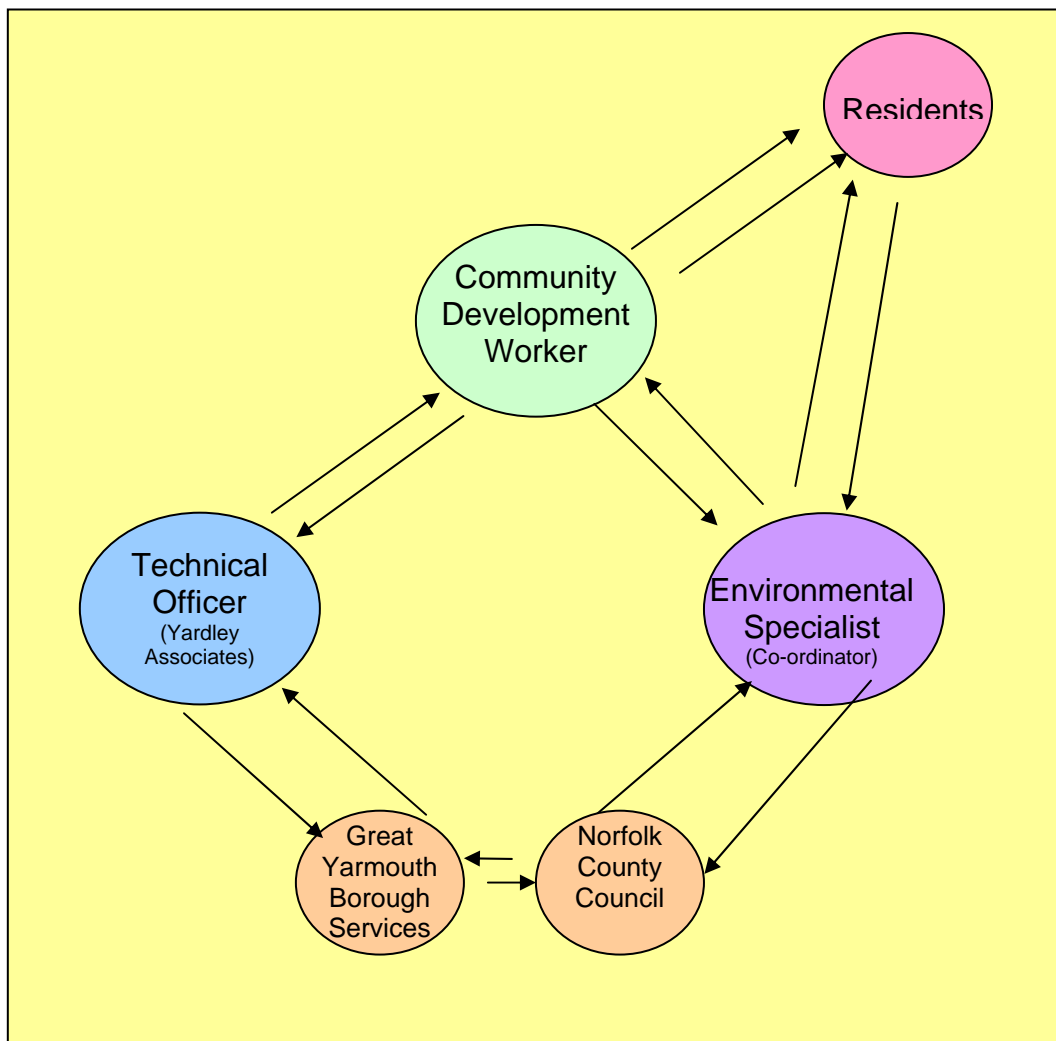 Residents
Community
Development
Worker
Technical
Officer
(Yardley
Associates)
Environmental
Specialist
(Co-ordinator)
Great
Yarmouth
Borough
Services
Norfolk
County
Council